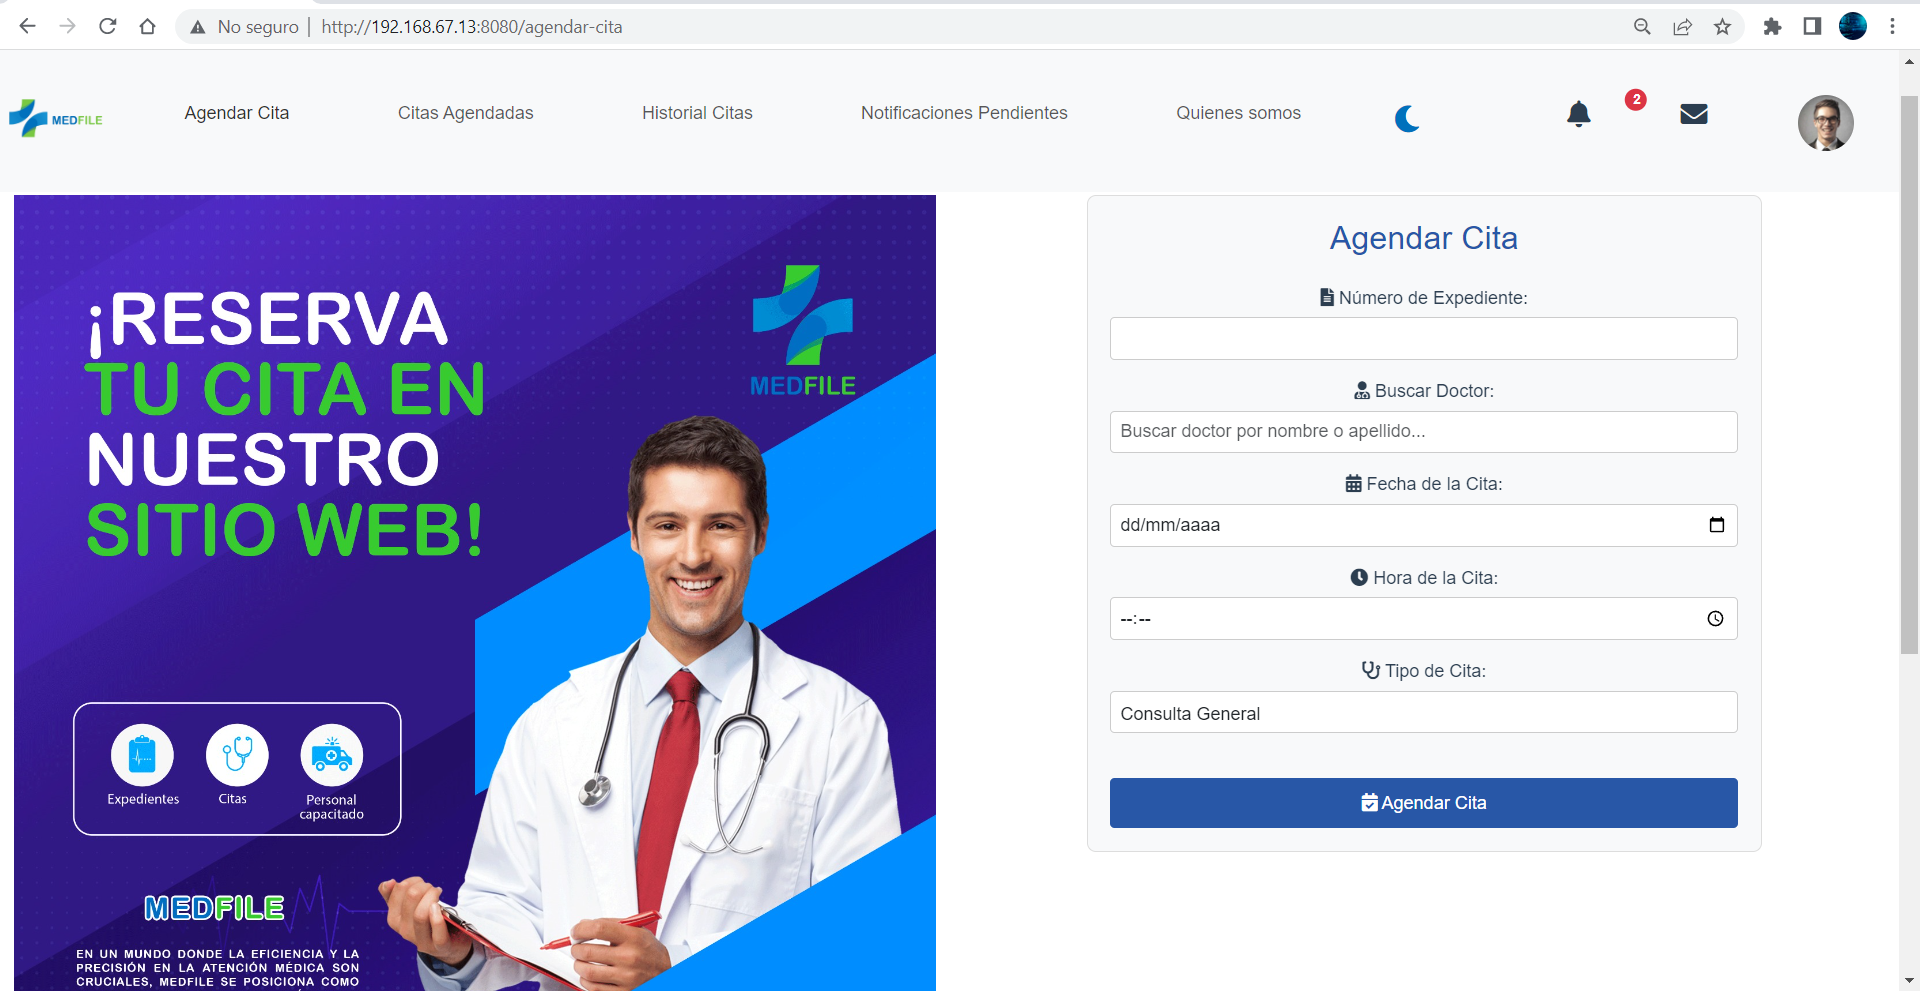 No seguro | http://192.168.67.13:8080/agendar-cita
MEDFILE
Agendar Cita
Citas Agendadas
Historial Citas
Notificaciones Pendientes
Quienes somos
2
¡RESERVA
TU CITA EN
NUESTRO
SITIO WEB!
MEDFILE
Expedientes
Citas
Personal
capacitado
MEDFILE
EN UN MUNDO DONDE LA EFICIENCIA Y LA
PRECISIÓN EN LA ATENCIÓN MÉDICA SON
CRUCIALES, MEDFILE SE POSICIONA COMO
Agendar Cita
Número de Expediente:
Buscar Doctor:
Buscar doctor por nombre o apellido...
Fecha de la Cita:
dd/mm/aaaa
Hora de la Cita:
--:--
Tipo de Cita:
Consulta General
Agendar Cita